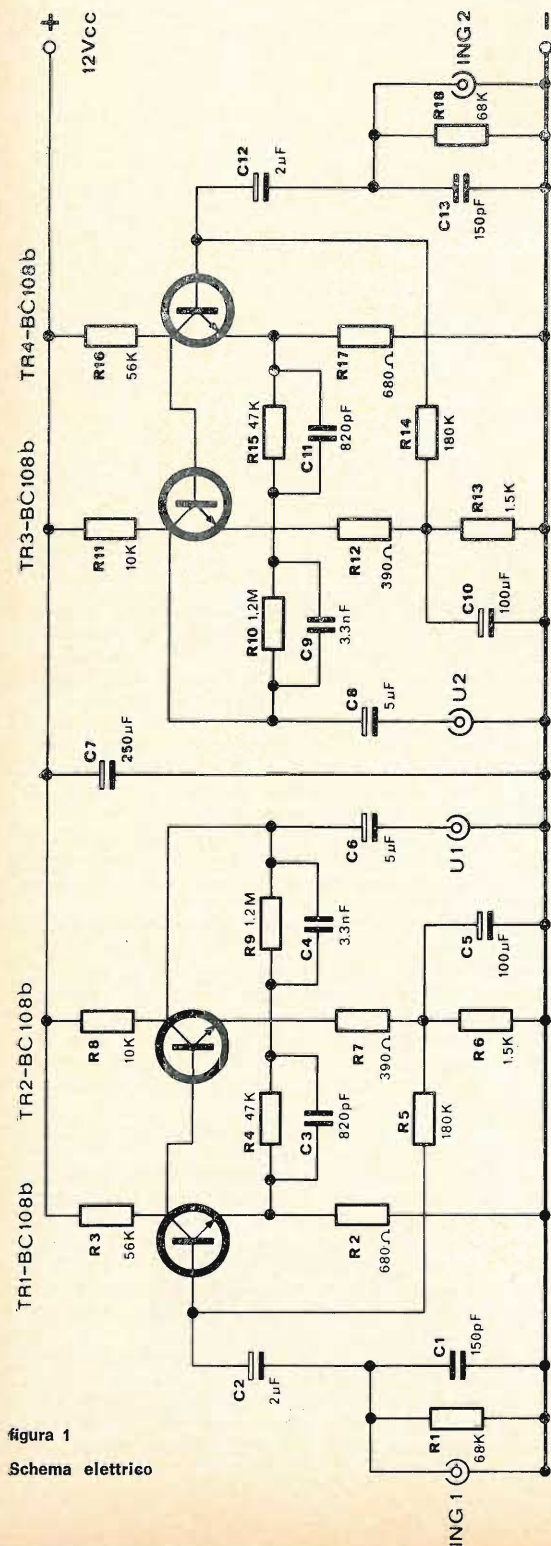 TR1-BC108b
TR2-BC108b
TR3-BC108b
TR4-BC108b
+
12Vcc
R3
56K
R8
10K
C7
250µF
R11
10K
R16
56K
C2
2µF
R4 47K
C3
820pF
R9 1.2M
C4
3.3nF
R10 1.2M
C9
3.3nF
R15 47K
C11
820pF
C12
2µF
R1
68K
C1
150pF
R2
680Ω
R5
180K
R7
390Ω
R6
1.5K
C5
100µF
C6
5µF
U1
C8
5µF
U2
C10
100µF
R12
390Ω
R13
1.5K
R14
180K
R17
680Ω
C13
150pF
R18
68K
ING 1
ING 2
-
figura 1
Schema elettrico